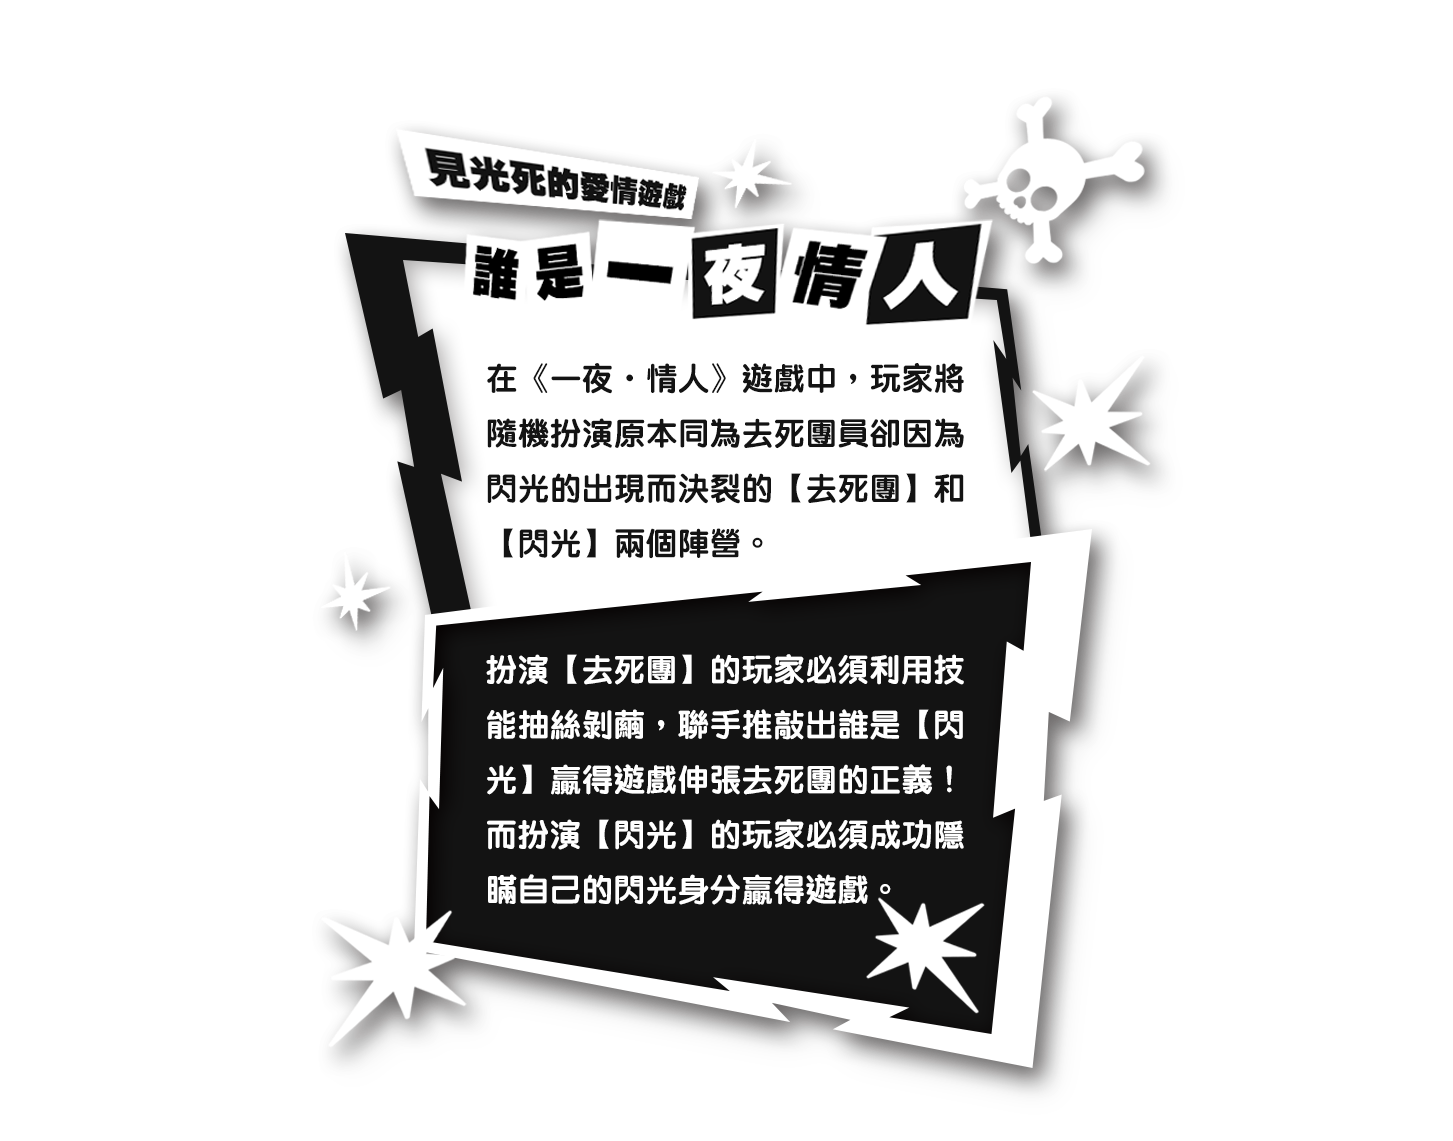 見光死的愛情遊戲
誰是一夜情人
在《一夜・情人》遊戲中，玩家將
隨機扮演原本同為去死團員卻因為
閃光的出現而決裂的【去死團】和
【閃光】兩個陣營。
扮演【去死團】的玩家必須利用技
能抽絲剝繭，聯手推敲出誰是【閃
光】贏得遊戲伸張去死團的正義！
而扮演【閃光】的玩家必須成功隱
瞞自己的閃光身分贏得遊戲。